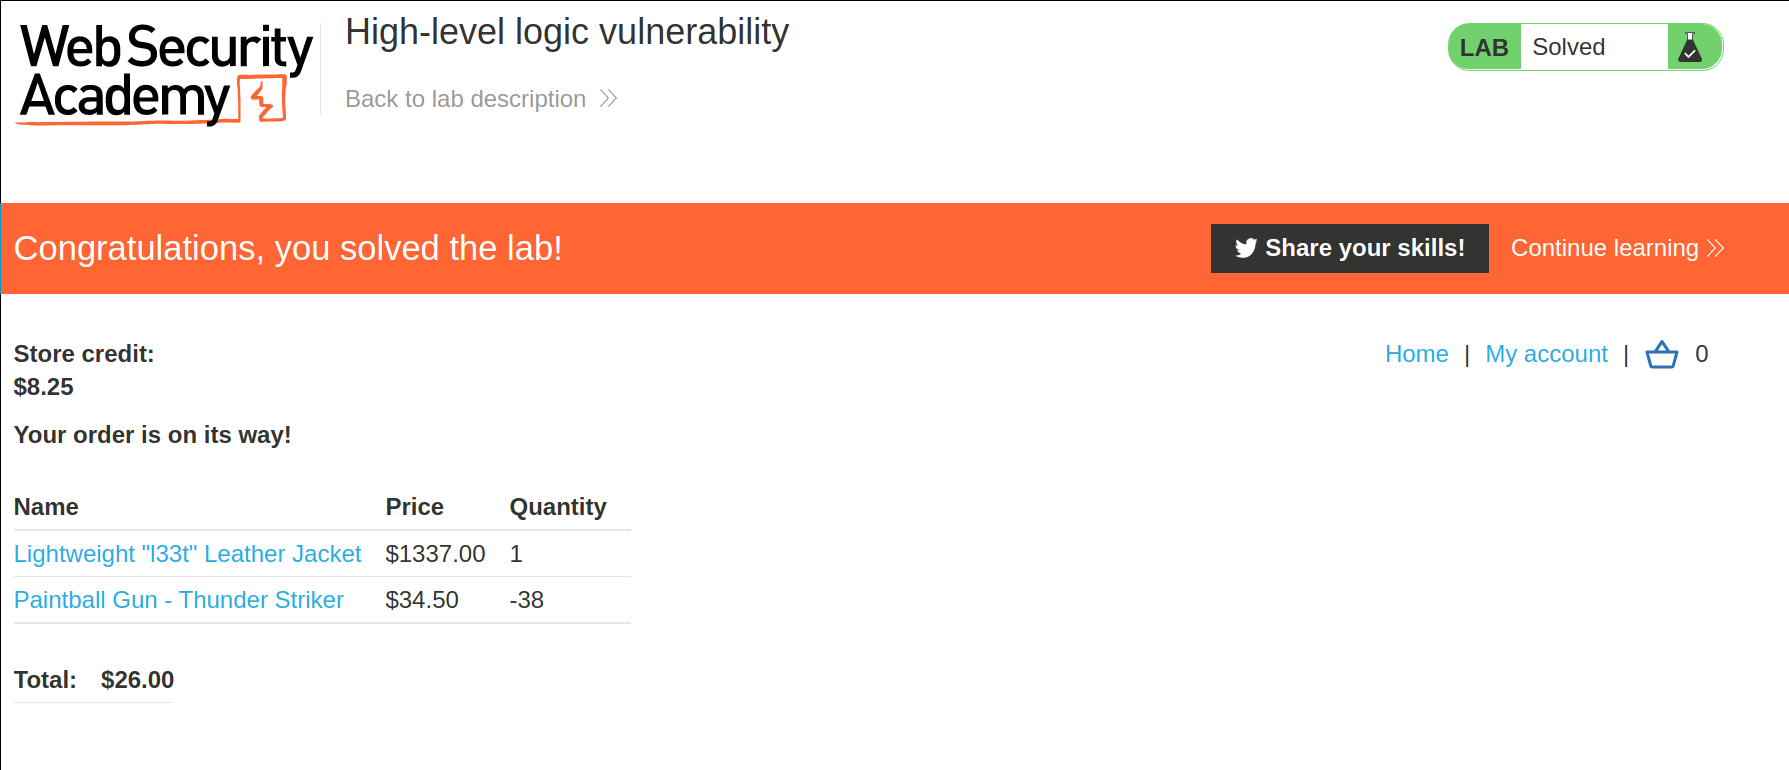 Web Security
Academy
High-level logic vulnerability
Back to lab description
LAB Solved
Congratulations, you solved the lab!
Share your skills!
Continue learning
Store credit:
$8.25
Home | My account | 0
Your order is on its way!
Name Price Quantity
Lightweight "l33t" Leather Jacket $1337.00 1
Paintball Gun - Thunder Striker $34.50 -38
Total: $26.00